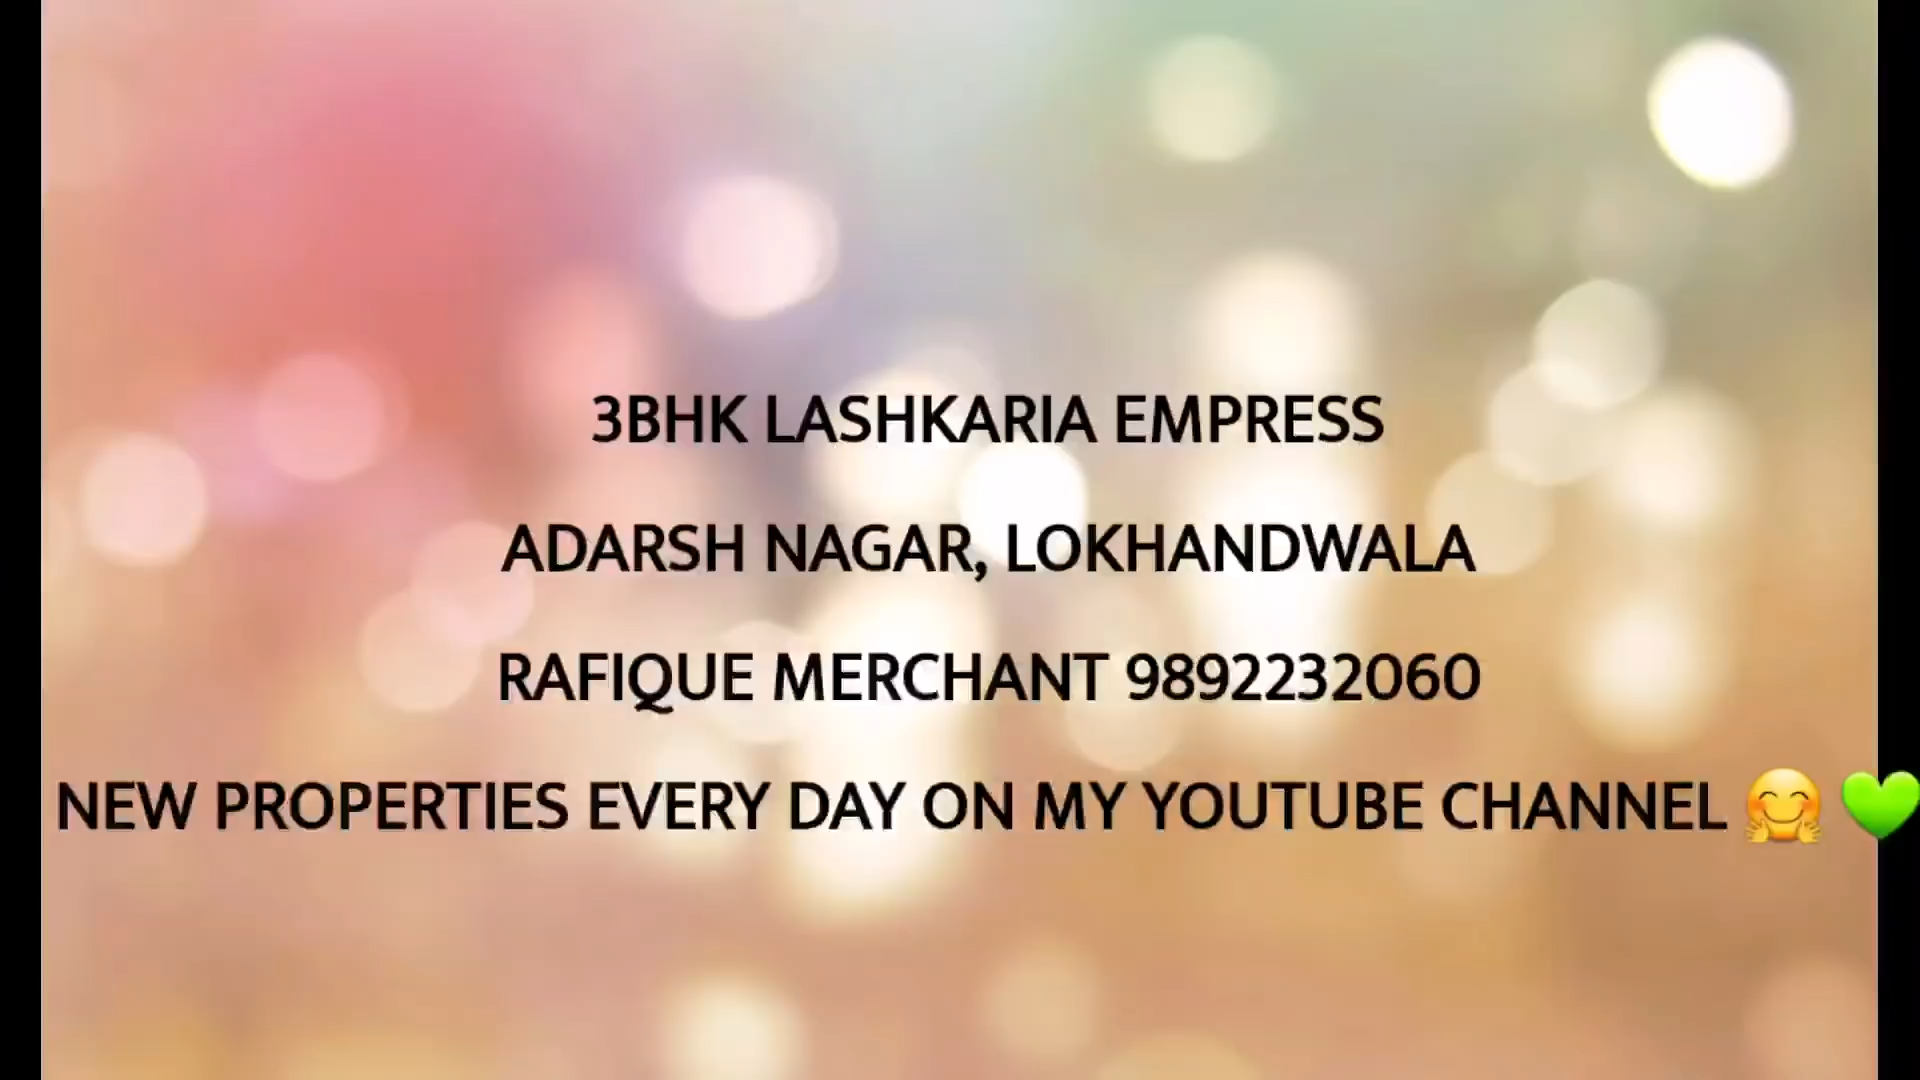 3BHK LASHKARIA EMPRESS
ADARSH NAGAR, LOKHANDWALA
RAFIQUE MERCHANT 9892232060
NEW PROPERTIES EVERY DAY ON MY YOUTUBE CHANNEL 🤗 💚